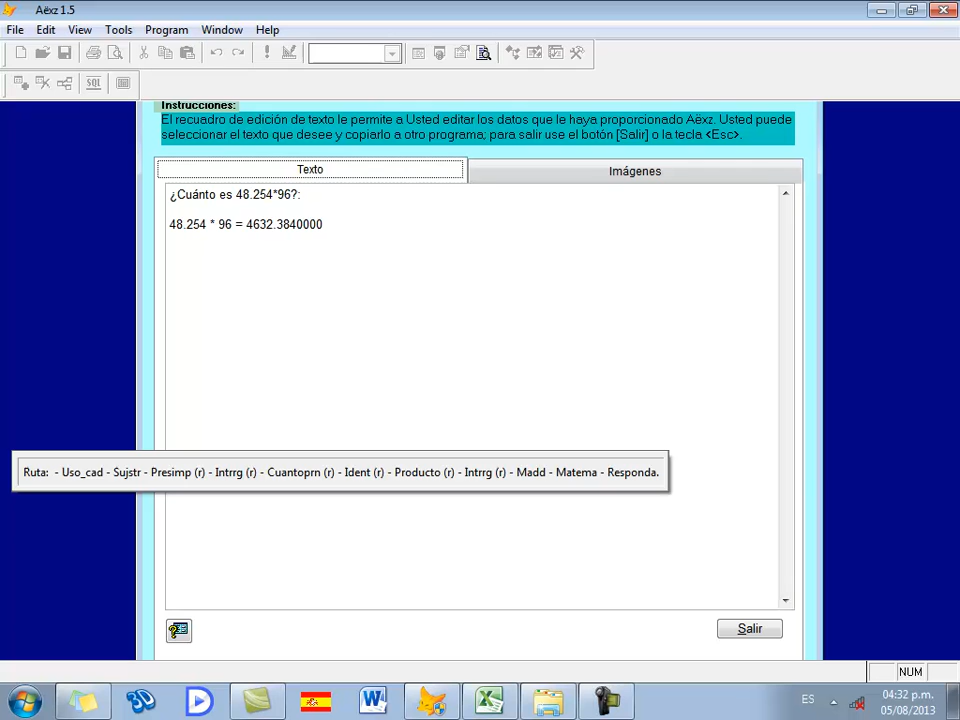 Aëxz 1.5
File Edit View Tools Program Window Help
SQL
Instrucciones:
El recuadro de edición de texto le permite a Usted editar los datos que le haya proporcionado Aëxz. Usted puede
seleccionar el texto que desee y copiarlo a otro programa; para salir use el botón [Salir] o la tecla <Esc>.
Texto Imágenes
¿Cuánto es 48.254*96?:
48.254 * 96 = 4632.3840000
Ruta: - Uso_cad - Sujstr - Presimp (r) - Intrrg (r) - Cuantoprn (r) - Ident (r) - Producto (r) - Intrrg (r) - Madd - Matema - Responda.
Salir
NUM
ES 04:32 p.m.
05/08/2013